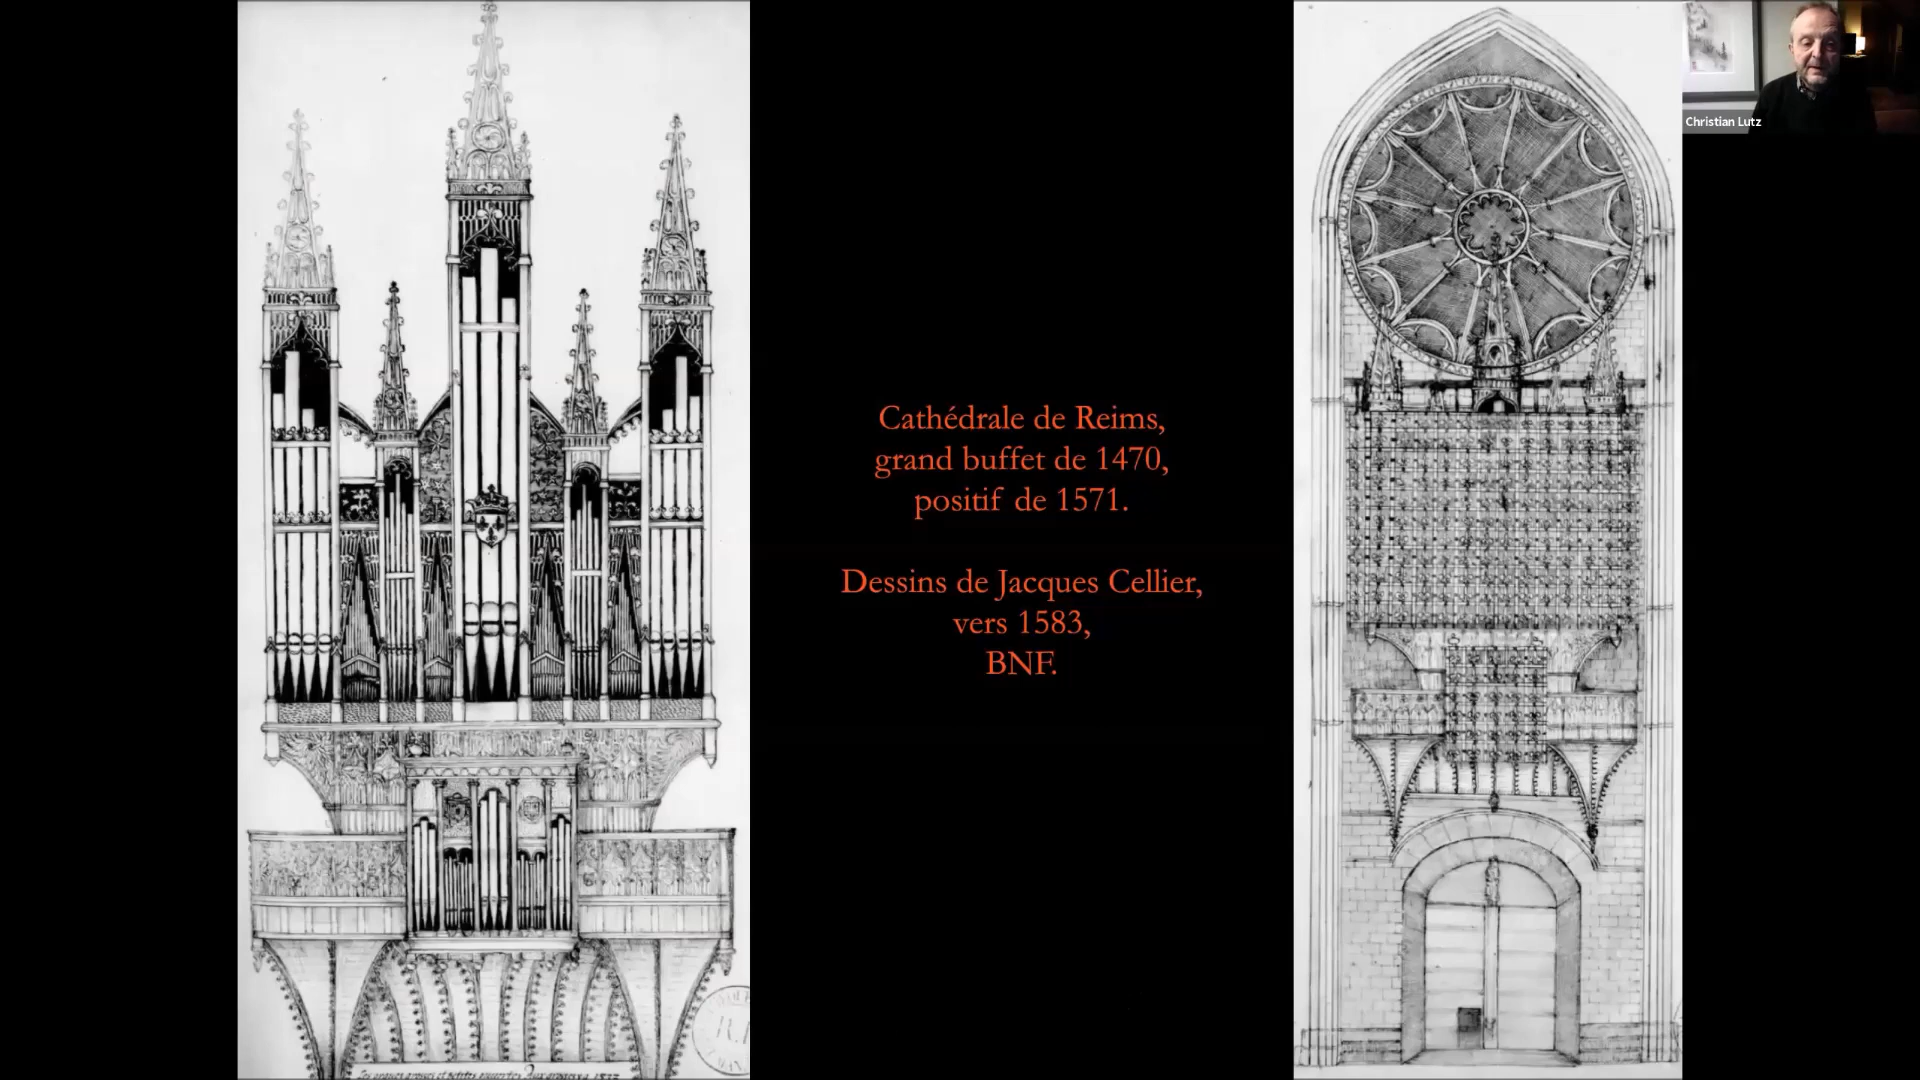 Cathédrale de Reims,
grand buffet de 1470,
positif de 1571.
Dessins de Jacques Cellier,
vers 1583,
BNF.
Christian Lutz